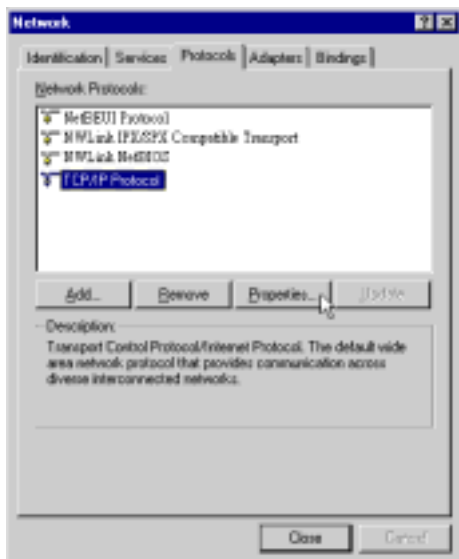 Network
Identification Services Protocols Adapters Bindings
Network Protocols:
NetBEUI Protocol
NWLink IPX/SPX Compatible Transport
NWLink NetBIOS
TCP/IP Protocol
Add... Remove Properties... Update
Description:
Transport Control Protocol/Internet Protocol. The default wide
area network protocol that provides communication across
diverse interconnected networks.
Close Cancel